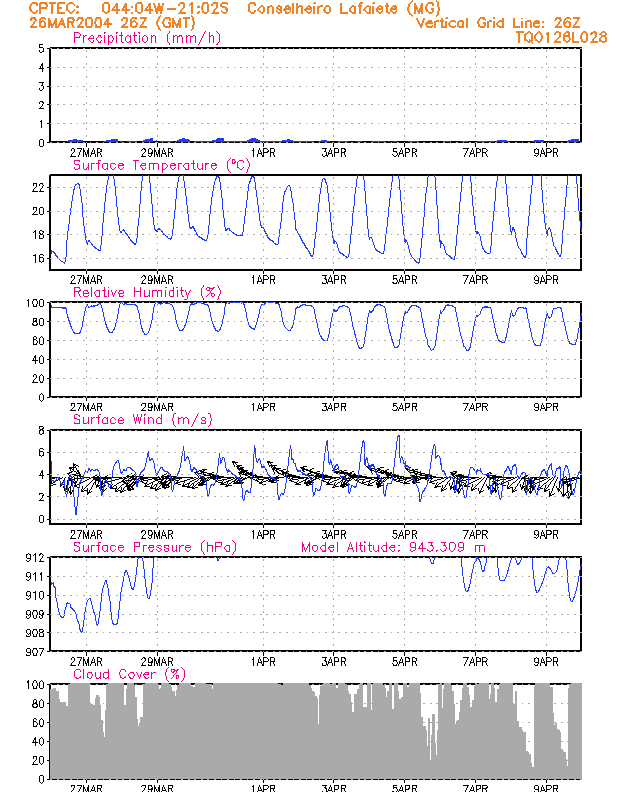 CPTEC: 044:04W-21:02S Conselheiro Lafaiete (MG)
26MAR2004 26Z (GMT) Vertical Grid Line: 26Z
Precipitation (mm/h) TQ0126L028
5
4
3
2
1
0
27MAR 29MAR 1APR 3APR 5APR 7APR 9APR
Surface Temperature (°C)
22
20
18
16
27MAR 29MAR 1APR 3APR 5APR 7APR 9APR
Relative Humidity (%)
100
80
60
40
20
0
27MAR 29MAR 1APR 3APR 5APR 7APR 9APR
Surface Wind (m/s)
8
6
4
2
0
27MAR 29MAR 1APR 3APR 5APR 7APR 9APR
Surface Pressure (hPa) Model Altitude: 943.309 m
912
911
910
909
908
907
27MAR 29MAR 1APR 3APR 5APR 7APR 9APR
Cloud Cover (%)
100
80
60
40
20
0
27MAR 29MAR 1APR 3APR 5APR 7APR 9APR